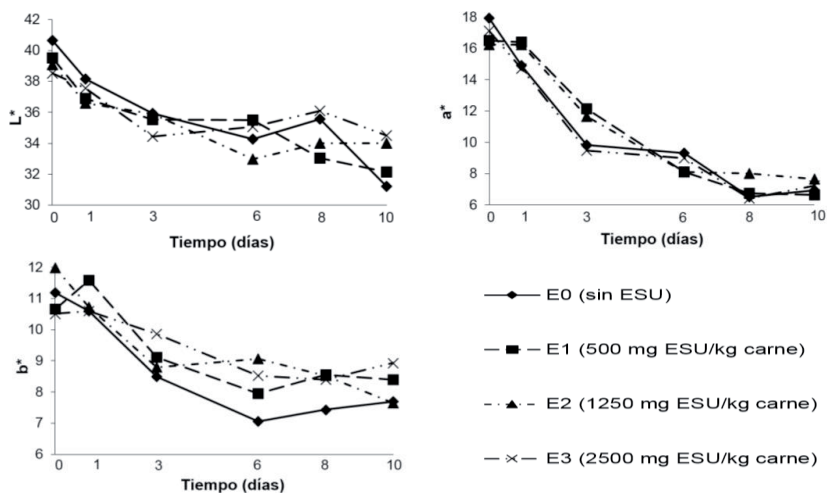 42
40
38
36
34
32
30
L*
0 1 3 6 8 10
Tiempo (días)
18
16
14
12
10
8
6
a*
0 1 3 6 8 10
Tiempo (días)
12
11
10
9
8
7
6
b*
0 1 3 6 8 10
Tiempo (días)
E0 (sin ESU)
E1 (500 mg ESU/kg carne)
E2 (1250 mg ESU/kg carne)
E3 (2500 mg ESU/kg carne)